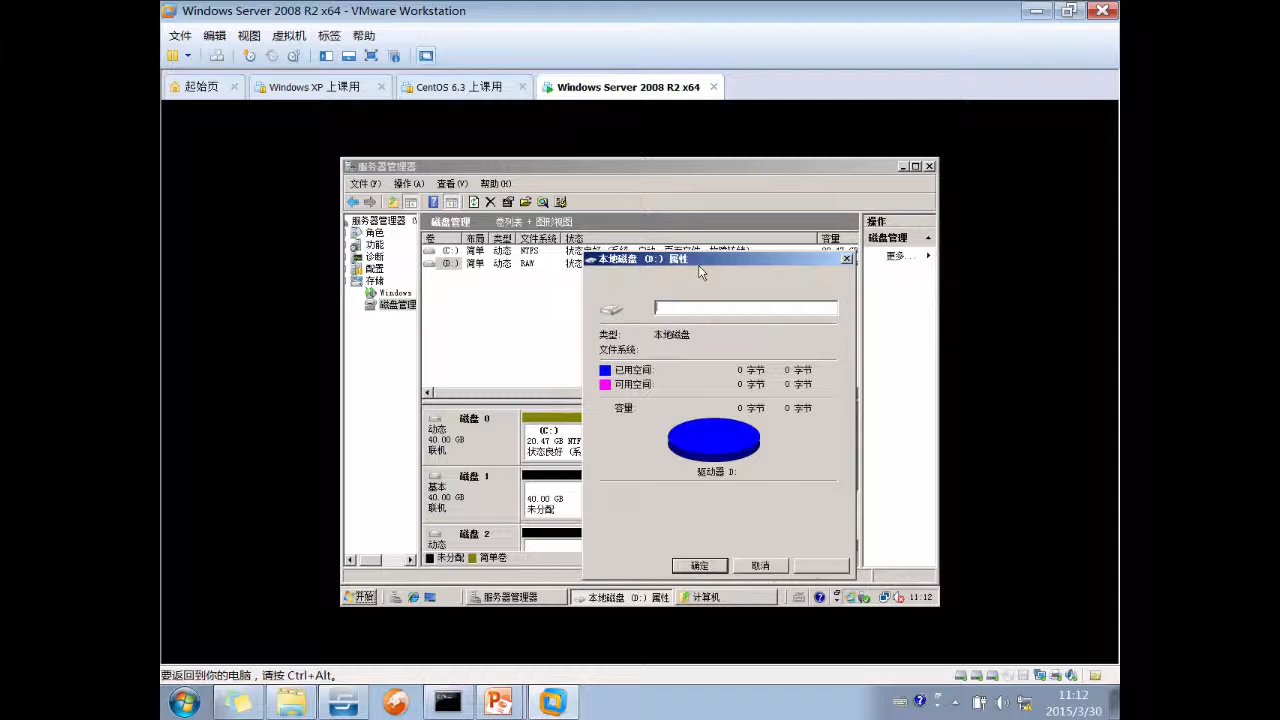 Windows Server 2008 R2 x64 - VMware Workstation
文件 编辑 视图 虚拟机 标签 帮助
起始页 Windows XP 上课用 CentOS 6.3 上课用 Windows Server 2008 R2 x64
服务器管理器
文件(F) 操作(A) 查看(V) 帮助(H)
服务器管理器
角色
功能
诊断
配置
存储
Windows
磁盘管理
磁盘管理 卷列表 + 图形视图
卷 布局 类型 文件系统 状态 容量
(C:) 简单 动态 NTFS
(D:) 简单 动态 RAW
操作
磁盘管理
更多...
本地磁盘 (D:) 属性
类型: 本地磁盘
文件系统:
已用空间: 0 字节 0 字节
可用空间: 0 字节 0 字节
容量: 0 字节 0 字节
驱动器 D:
确定 取消
磁盘 0
动态
40.00 GB
联机
(C:)
20.47 GB NTF
状态良好 (系
磁盘 1
基本
40.00 GB
联机
40.00 GB
未分配
磁盘 2
动态
未分配 简单卷
开始 服务器管理器 本地磁盘 (D:) 属性 计算机 11:12
要返回到你的电脑，请按 Ctrl+Alt。
11:12
2015/3/30